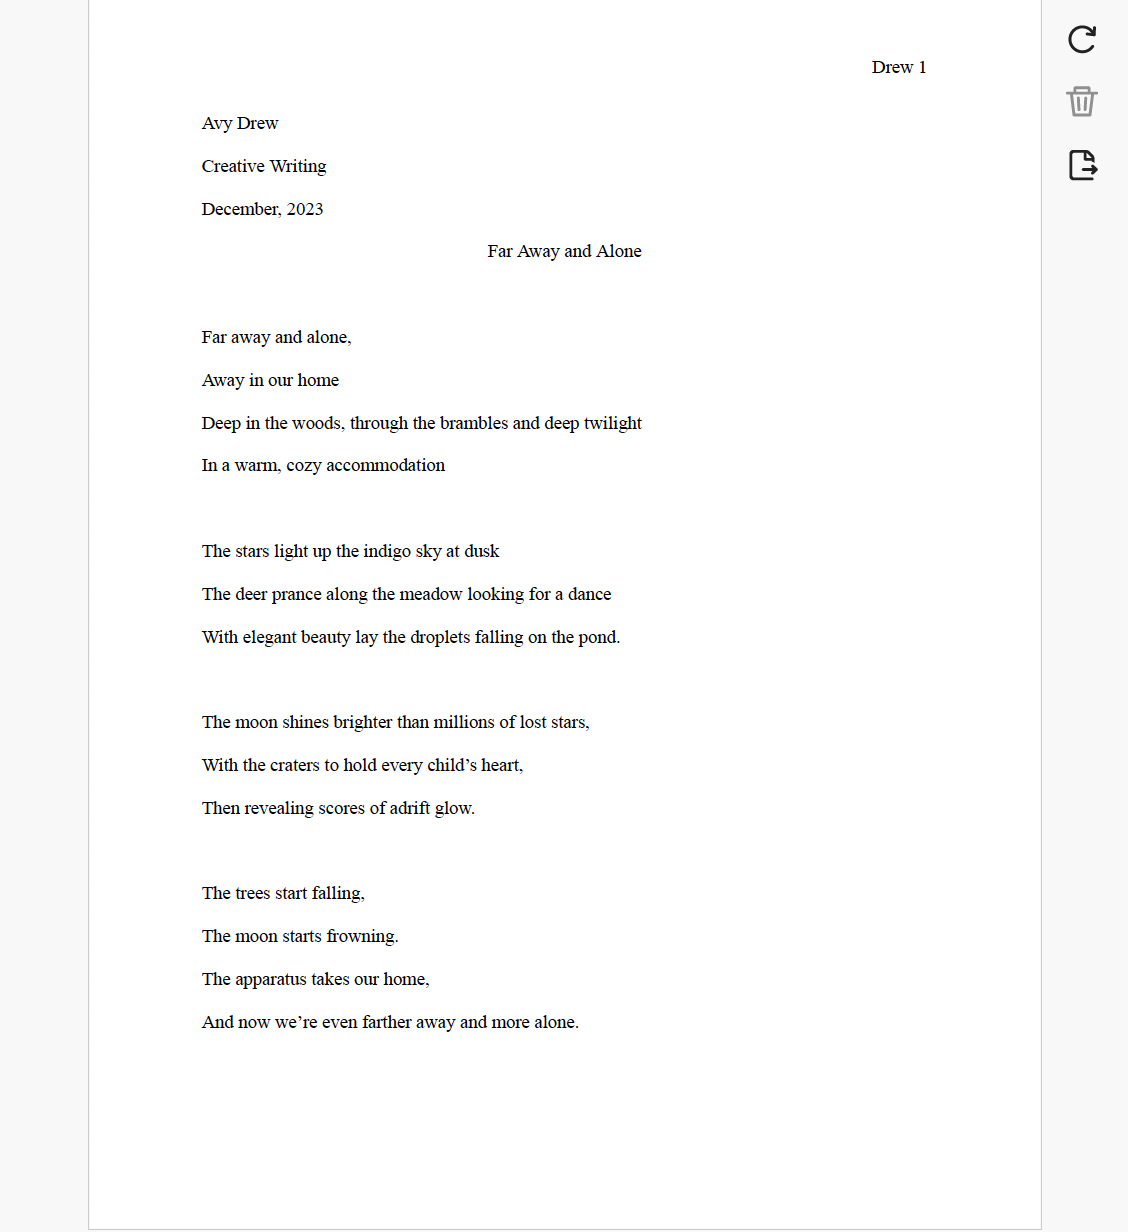 Drew 1
Avy Drew
Creative Writing
December, 2023
Far Away and Alone
Far away and alone,
Away in our home
Deep in the woods, through the brambles and deep twilight
In a warm, cozy accommodation
The stars light up the indigo sky at dusk
The deer prance along the meadow looking for a dance
With elegant beauty lay the droplets falling on the pond.
The moon shines brighter than millions of lost stars,
With the craters to hold every child’s heart,
Then revealing scores of adrift glow.
The trees start falling,
The moon starts frowning.
The apparatus takes our home,
And now we’re even farther away and more alone.